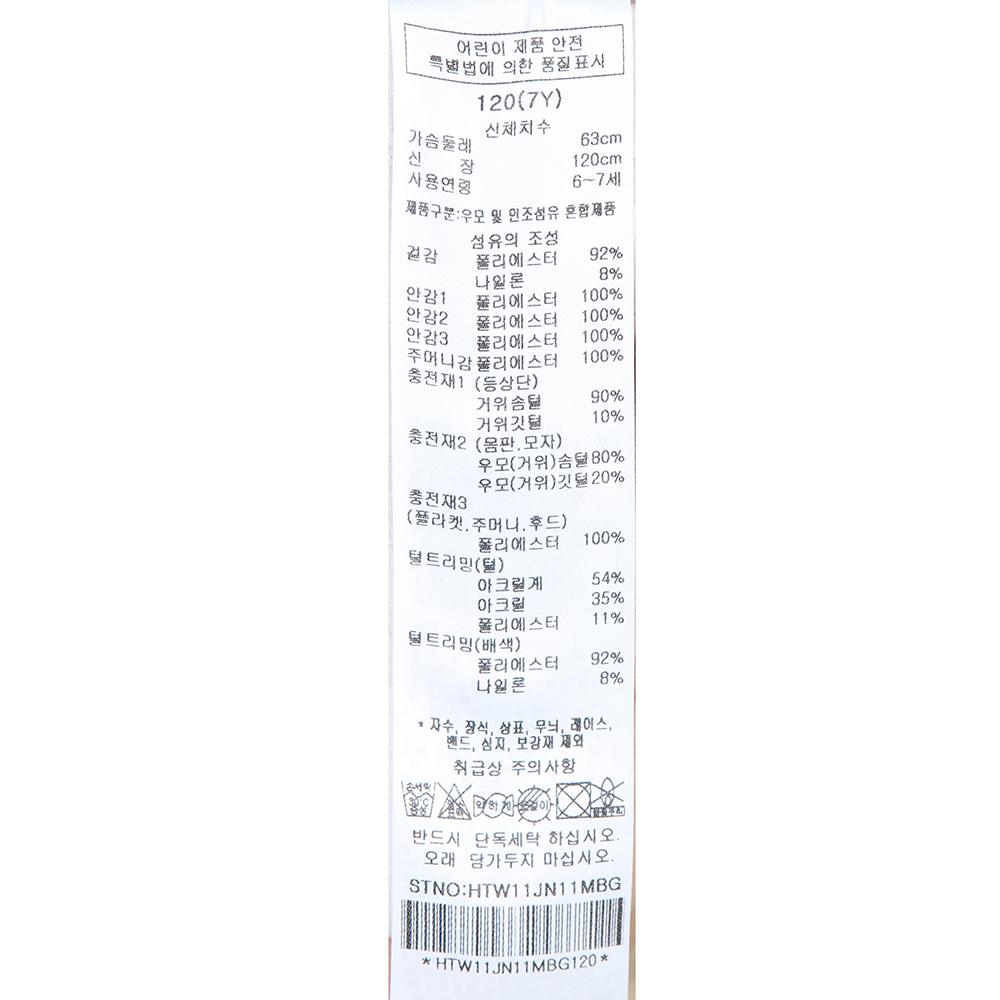 어린이 제품 안전
특별법에 의한 품질표시
120(7Y)
신체치수
가슴둘레 63cm
신 장 120cm
사용연령 6~7세
제품구분:우모 및 인조섬유 혼합제품
섬유의 조성
겉감 폴리에스터 92%
나일론 8%
안감1 폴리에스터 100%
안감2 폴리에스터 100%
안감3 폴리에스터 100%
주머니감 폴리에스터 100%
충전재1 (등상단)
거위솜털 90%
거위깃털 10%
충전재2 (몸판,모자)
우모(거위)솜털80%
우모(거위)깃털20%
충전재3
(플라켓,주머니,후드)
폴리에스터 100%
털트리밍(털)
아크릴계 54%
아크릴 35%
폴리에스터 11%
털트리밍(배색)
폴리에스터 92%
나일론 8%
* 자수, 장식, 상표, 무늬, 레이스,
밴드, 심지, 보강재 제외
취급상 주의사항
손세탁
30℃
중성
약하게
반드시 단독세탁 하십시오.
오래 담가두지 마십시오.
STNO:HTW11JN11MBG
*HTW11JN11MBG120*